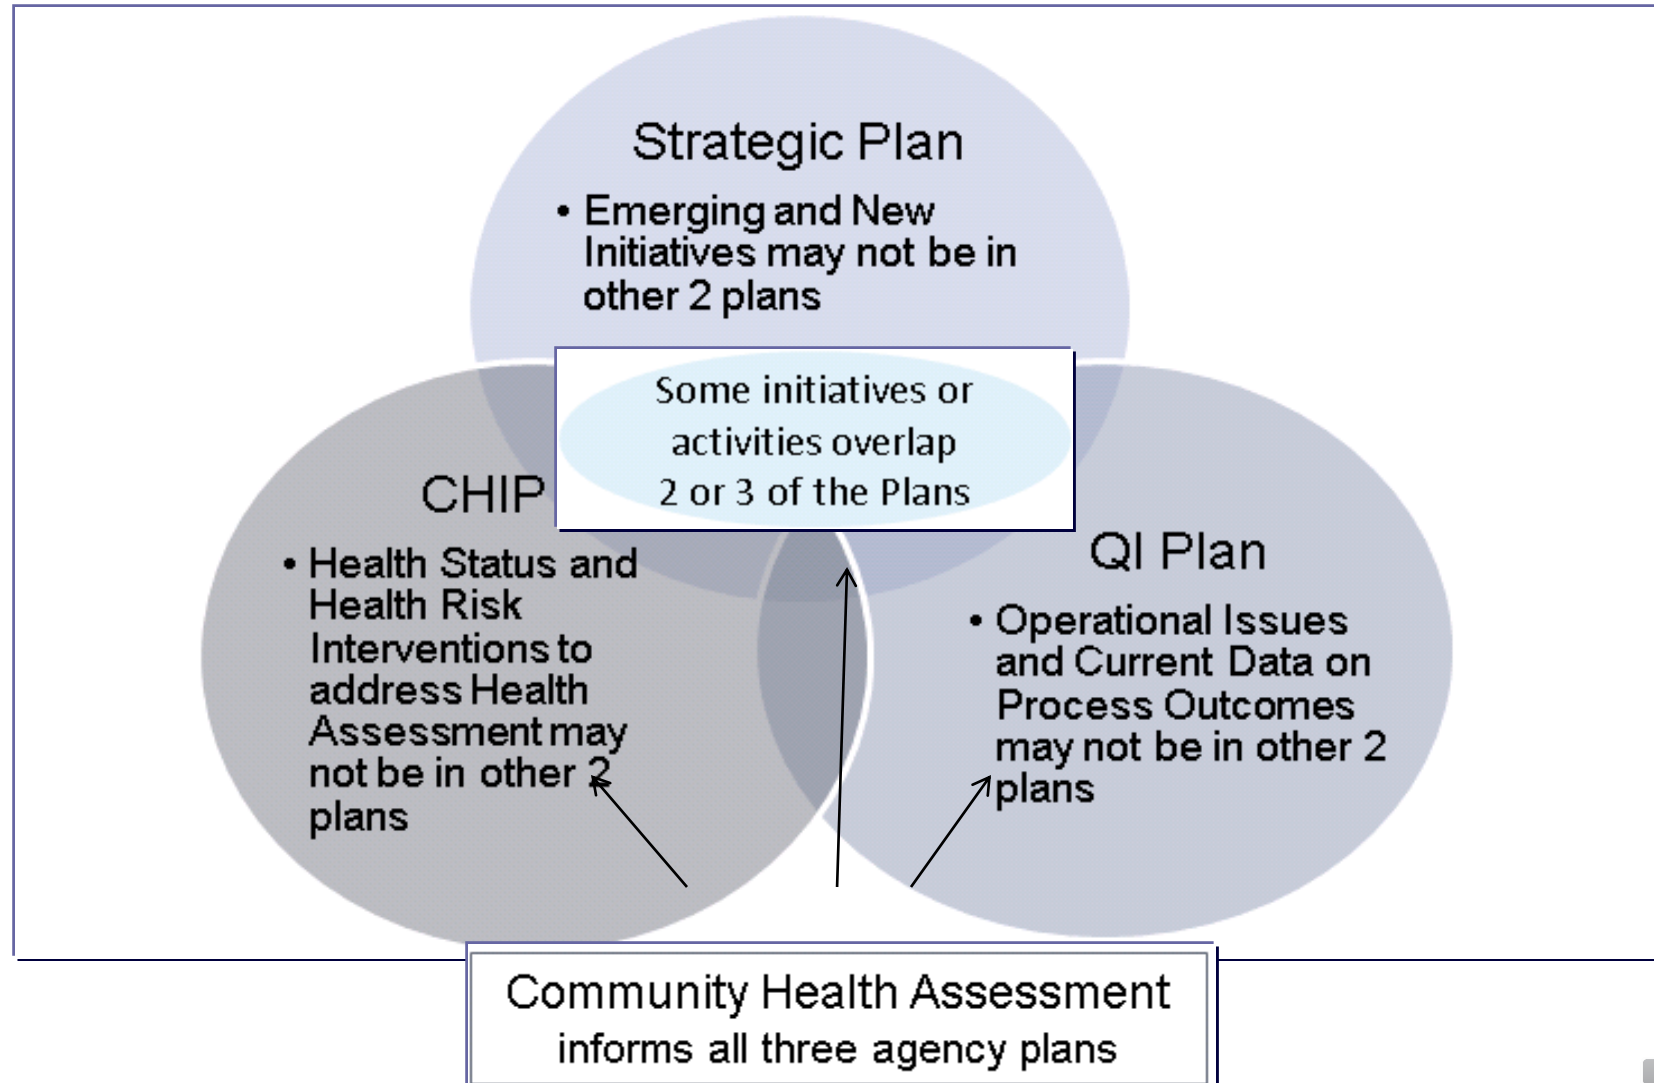 Strategic Plan
• Emerging and New
Initiatives may not be in
other 2 plans
Some initiatives or
activities overlap
2 or 3 of the Plans
CHIP
• Health Status and
Health Risk
Interventions to
address Health
Assessment may
not be in other 2
plans
QI Plan
• Operational Issues
and Current Data on
Process Outcomes
may not be in other 2
plans
Community Health Assessment
informs all three agency plans